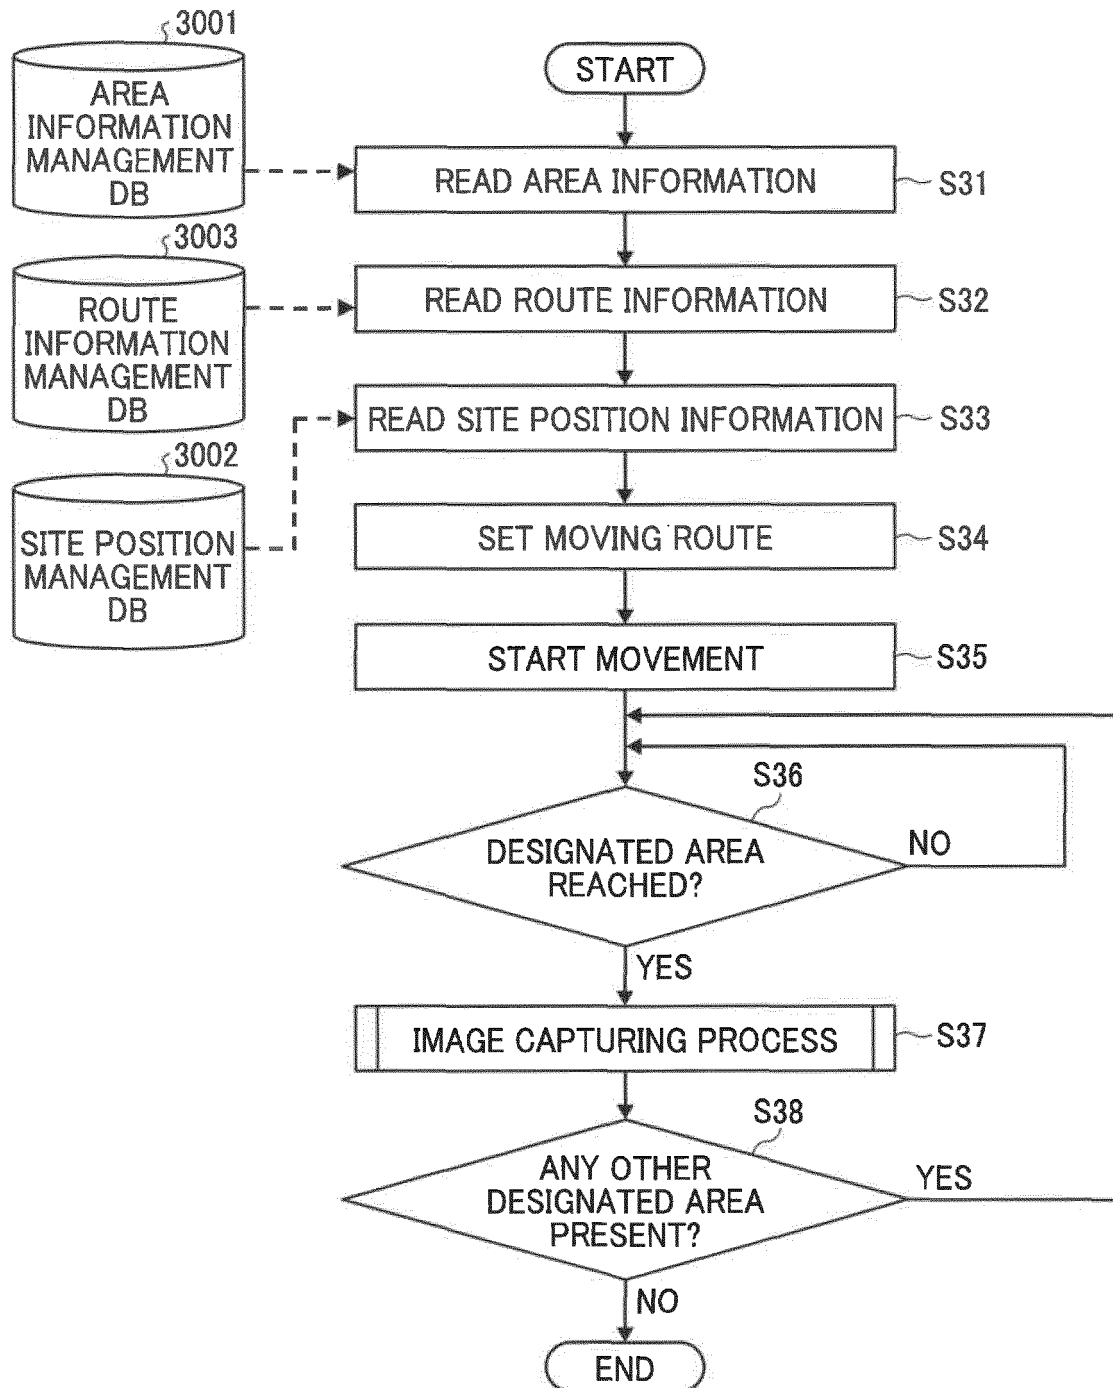 3001
AREA
INFORMATION
MANAGEMENT
DB
3003
ROUTE
INFORMATION
MANAGEMENT
DB
3002
SITE POSITION
MANAGEMENT
DB
START
READ AREA INFORMATION
S31
READ ROUTE INFORMATION
S32
READ SITE POSITION INFORMATION
S33
SET MOVING ROUTE
S34
START MOVEMENT
S35
S36
DESIGNATED AREA
REACHED?
NO
YES
IMAGE CAPTURING PROCESS
S37
S38
ANY OTHER
DESIGNATED AREA
PRESENT?
YES
NO
END